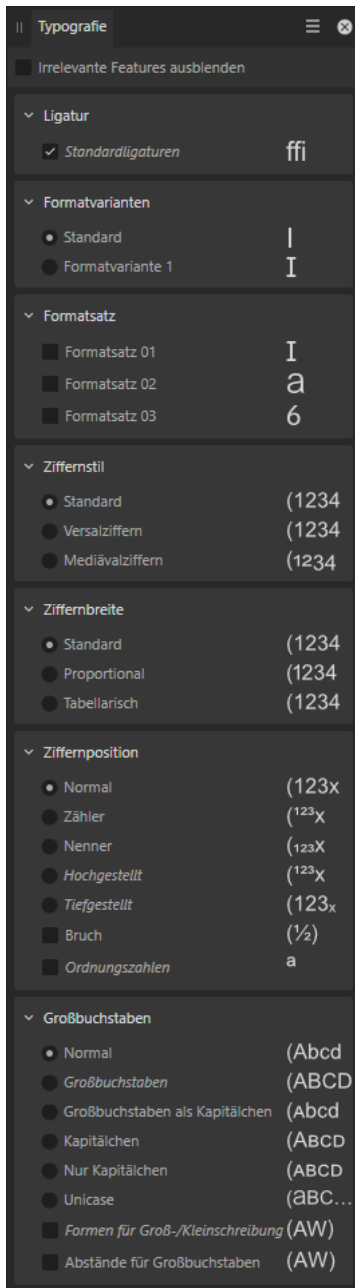 Typografie
Irrelevante Features ausblenden
Ligatur
Standardligaturen ffi
Formatvarianten
Standard I
Formatvariante 1 I
Formatsatz
Formatsatz 01 I
Formatsatz 02 a
Formatsatz 03 6
Ziffernstil
Standard (1234
Versalziffern (1234
Mediävalziffern (1234
Ziffernbreite
Standard (1234
Proportional (1234
Tabellarisch (1234
Ziffernposition
Normal (123x
Zähler (¹²³x
Nenner (₁₂₃x
Hochgestellt (¹²³x
Tiefgestellt (123ₓ
Bruch (½)
Ordnungszahlen ª
Großbuchstaben
Normal (Abcd
Großbuchstaben (ABCD
Großbuchstaben als Kapitälchen (Abcd
Kapitälchen (ABCD
Nur Kapitälchen (ABCD
Unicase (aBC...
Formen für Groß-/Kleinschreibung (AW)
Abstände für Großbuchstaben (AW)